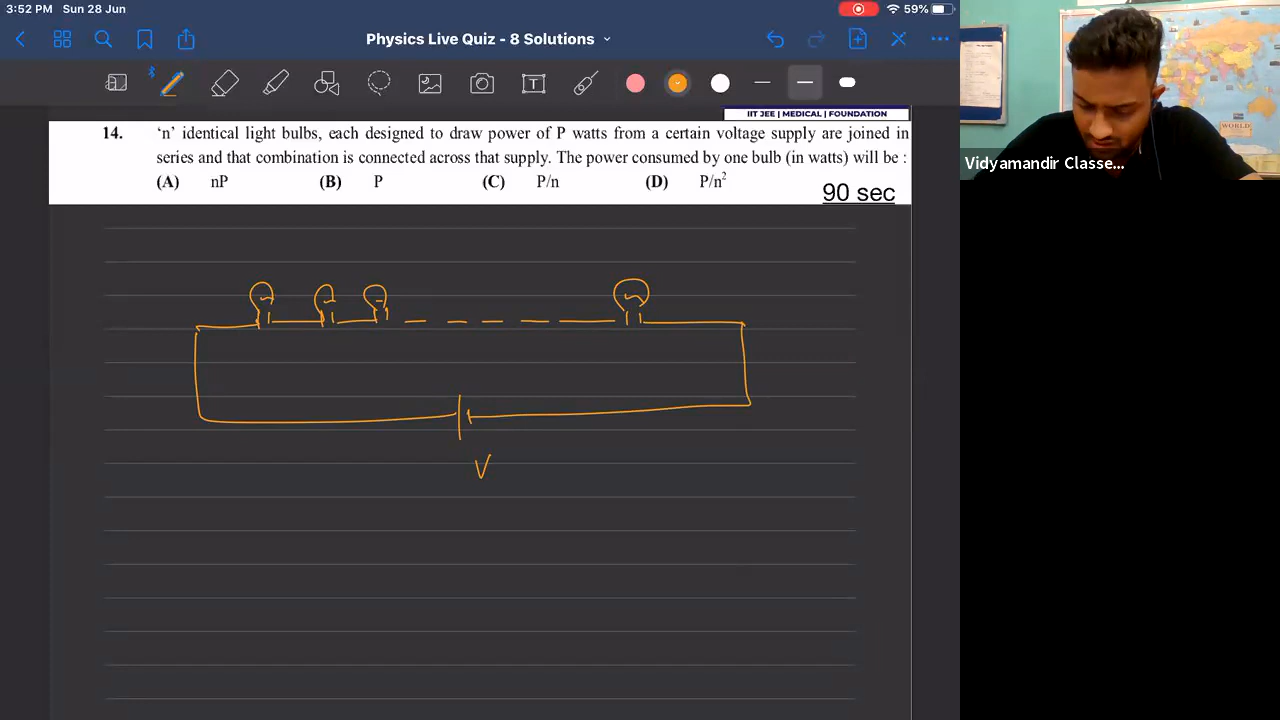 3:52 PM Sun 28 Jun
59%
Physics Live Quiz - 8 Solutions
IIT JEE | MEDICAL | FOUNDATION
14. 'n' identical light bulbs, each designed to draw power of P watts from a certain voltage supply are joined in
series and that combination is connected across that supply. The power consumed by one bulb (in watts) will be :
(A) nP (B) P (C) P/n (D) P/n²
90 sec
V
Vidyamandir Classe...
WORLD